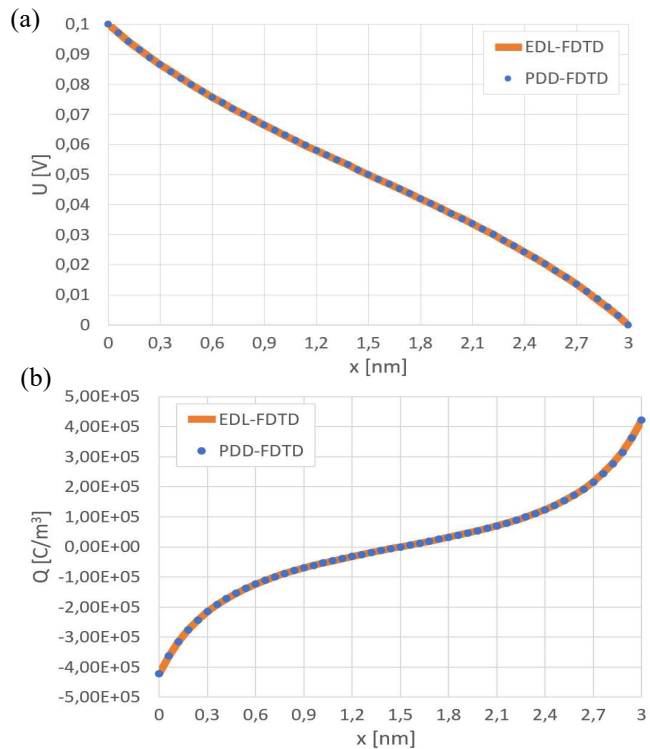 (a)
0,1
0,09
0,08
0,07
0,06
0,05
0,04
0,03
0,02
0,01
0
U [V]
EDL-FDTD
PDD-FDTD
0 0,3 0,6 0,9 1,2 1,5 1,8 2,1 2,4 2,7 3
x [nm]
(b)
5,00E+05
4,00E+05
3,00E+05
2,00E+05
1,00E+05
0,00E+00
-1,00E+05
-2,00E+05
-3,00E+05
-4,00E+05
-5,00E+05
Q [C/m³]
EDL-FDTD
PDD-FDTD
0 0,3 0,6 0,9 1,2 1,5 1,8 2,1 2,4 2,7 3
x [nm]